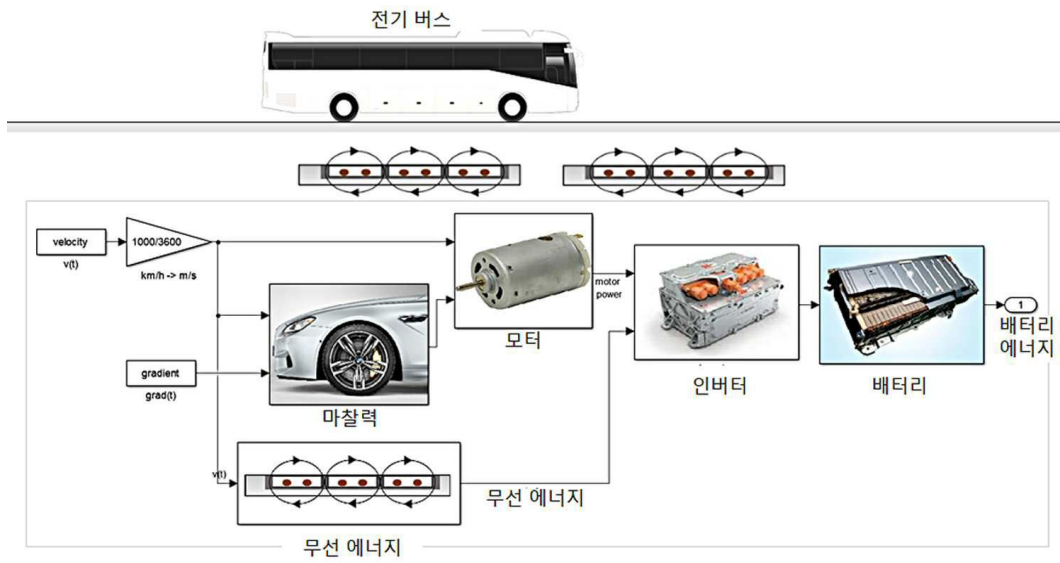 전기 버스
velocity
v(t)
1000/3600
km/h -> m/s
motor
power
모터
gradient
grad(t)
마찰력
인버터
배터리
1
배터리
에너지
v(t)
무선 에너지
무선 에너지